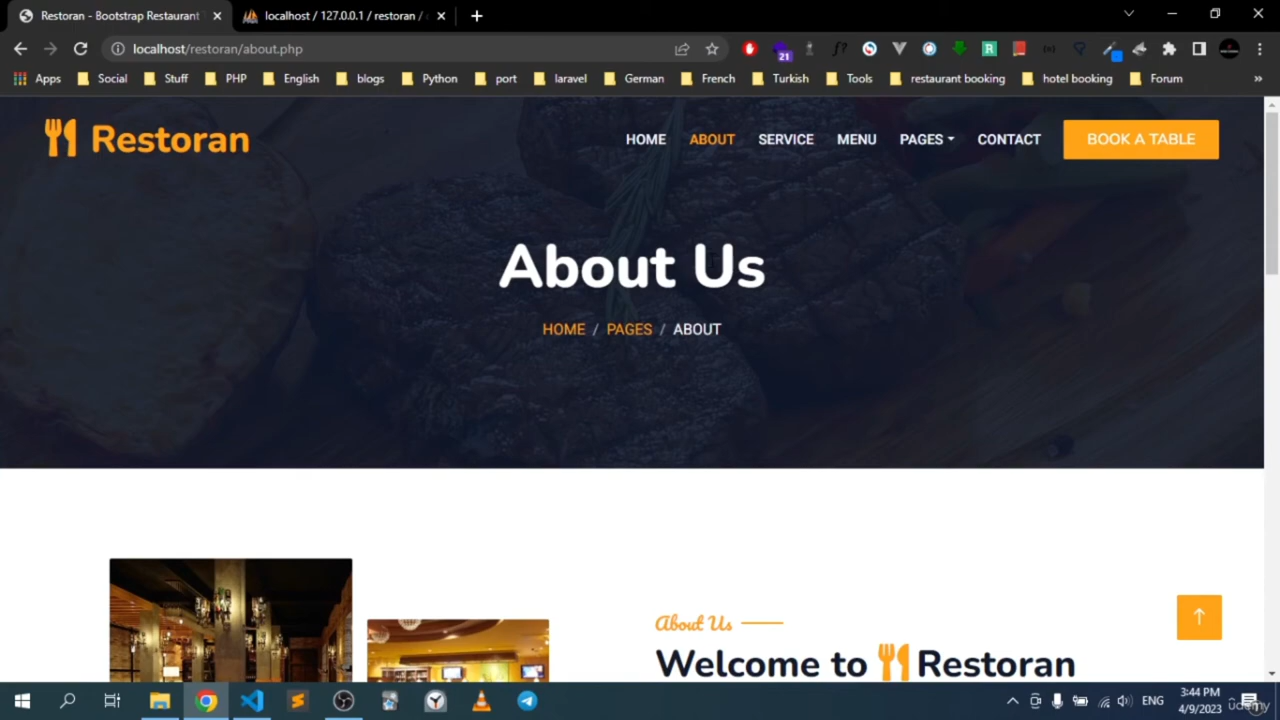 Restoran - Bootstrap Restaurant
localhost / 127.0.0.1 / restoran /
localhost/restoran/about.php
21
f?
R
Apps Social Stuff PHP English blogs Python port laravel German French Turkish Tools restaurant booking hotel booking Forum »
Restoran
HOME ABOUT SERVICE MENU PAGES CONTACT BOOK A TABLE
About Us
HOME / PAGES / ABOUT
About Us
Welcome to Restoran
ENG
3:44 PM
4/9/2023
udemy